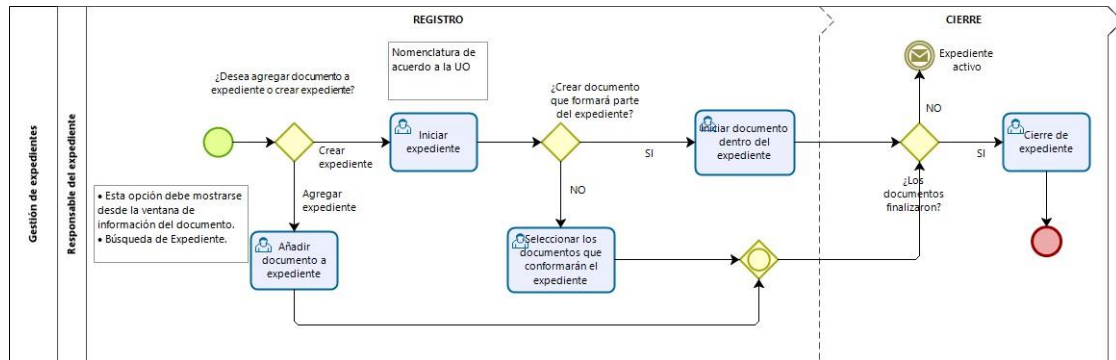 Gestión de expedientes
Responsable del expediente
REGISTRO
CIERRE
¿Desea agregar documento a
expediente o crear expediente?
Nomenclatura de
acuerdo a la UO
Crear
expediente
Iniciar
expediente
¿Crear documento
que formará parte
del expediente?
SI
Iniciar documento
dentro del
expediente
Expediente
activo
NO
SI
¿Los
documentos
finalizaron?
Cierre de
expediente
Agregar
expediente
• Esta opción debe mostrarse
desde la ventana de
información del documento.
• Búsqueda de Expediente.
Añadir
documento a
expediente
NO
Seleccionar los
documentos que
conformarán el
expediente